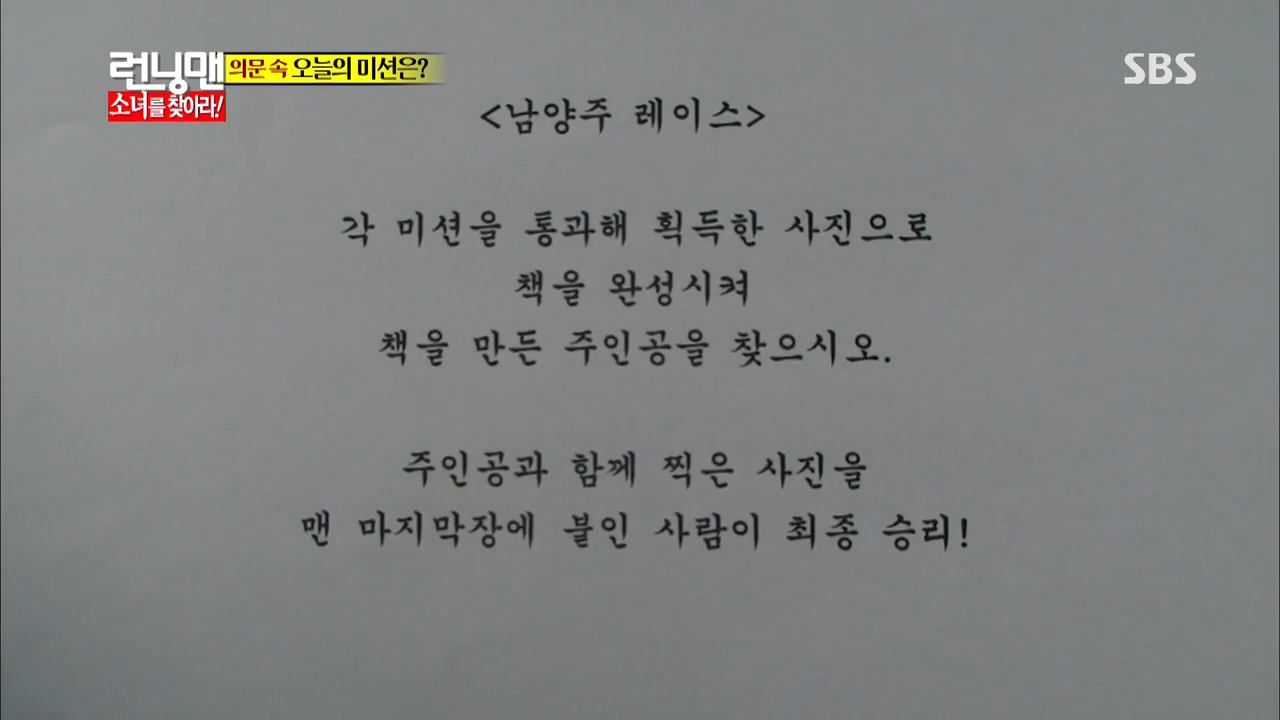 런닝맨 의문 속 오늘의 미션은?
소녀를 찾아라!
SBS
<남양주 레이스>
각 미션을 통과해 획득한 사진으로
책을 완성시켜
책을 만든 주인공을 찾으시오.
주인공과 함께 찍은 사진을
맨 마지막장에 붙인 사람이 최종 승리!